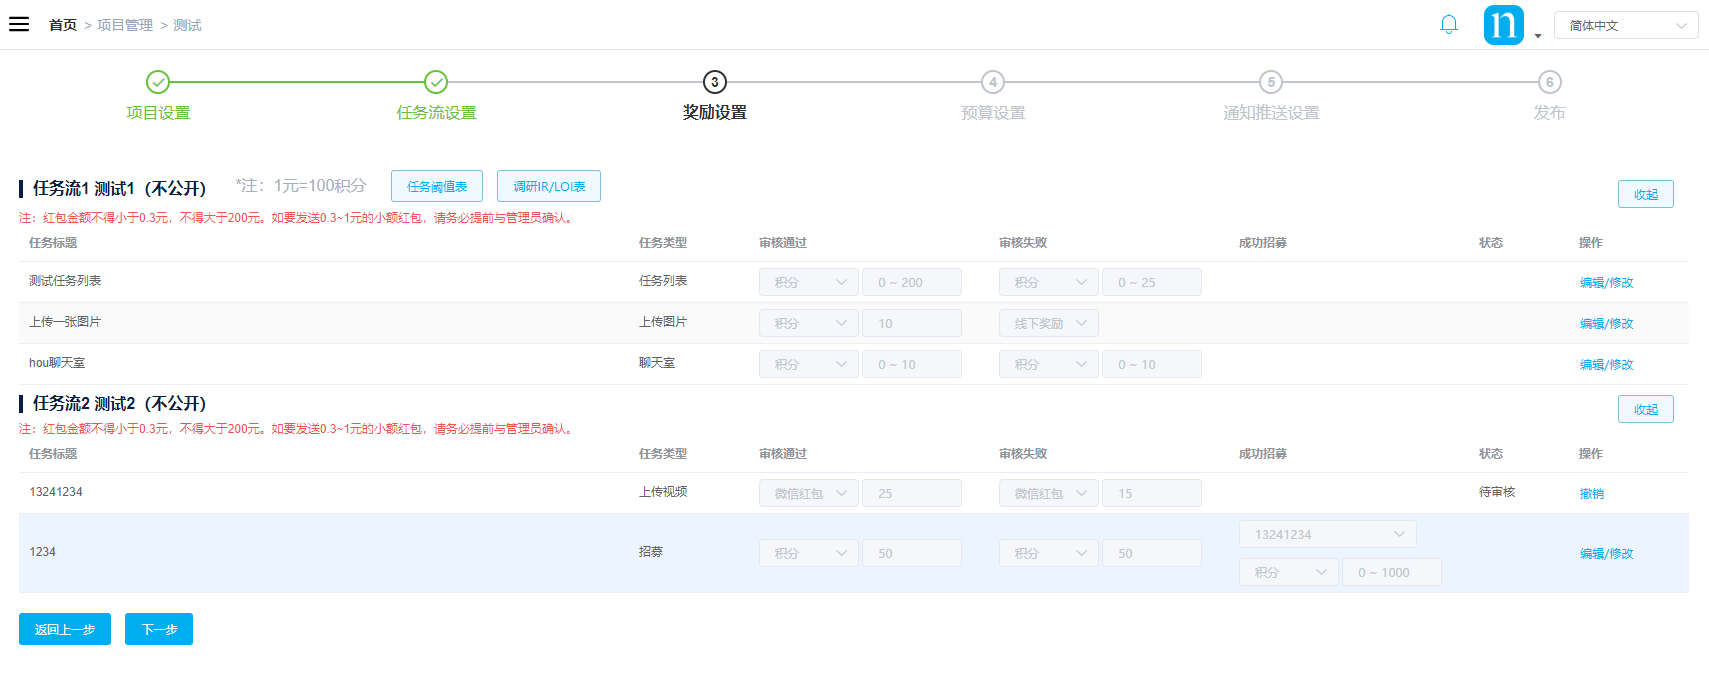 首页 > 项目管理 > 测试
n
简体中文
3 4 5 6
项目设置 任务流设置 奖励设置 预算设置 通知推送设置 发布
任务流1 测试1（不公开） *注：1元=100积分 任务阈值表 调研IR/LOI表 收起
注：红包金额不得小于0.3元，不得大于200元。如要发送0.3~1元的小额红包，请务必提前与管理员确认。
任务标题 任务类型 审核通过 审核失败 成功招募 状态 操作
测试任务列表 任务列表 积分 0 ~ 200 积分 0 ~ 25 编辑/修改
上传一张图片 上传图片 积分 10 线下奖励 编辑/修改
hou聊天室 聊天室 积分 0 ~ 10 积分 0 ~ 10 编辑/修改
任务流2 测试2（不公开） 收起
注：红包金额不得小于0.3元，不得大于200元。如要发送0.3~1元的小额红包，请务必提前与管理员确认。
任务标题 任务类型 审核通过 审核失败 成功招募 状态 操作
13241234 上传视频 微信红包 25 微信红包 15 待审核 撤销
1234 招募 积分 50 积分 50 13241234 编辑/修改
积分 0 ~ 1000
返回上一步 下一步